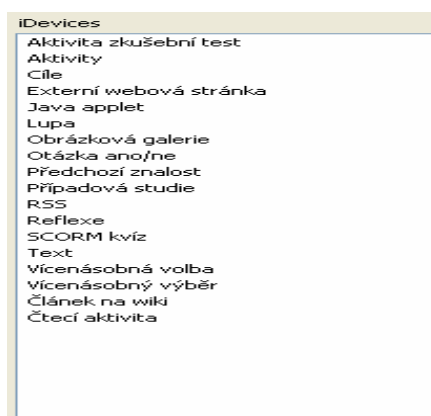 iDevices
Aktivita zkušební test
Aktivity
Cíle
Externí webová stránka
Java applet
Lupa
Obrázková galerie
Otázka ano/ne
Předchozí znalost
Případová studie
RSS
Reflexe
SCORM kvíz
Text
Vícenásobná volba
Vícenásobný výběr
Článek na wiki
Čtecí aktivita